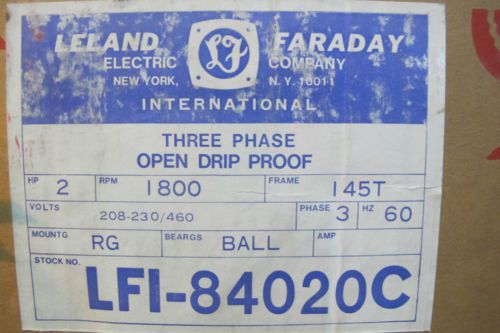 LELAND LF FARADAY
ELECTRIC COMPANY
NEW YORK, N.Y. 10011
INTERNATIONAL
THREE PHASE
OPEN DRIP PROOF
HP 2 RPM 1800 FRAME 145T
VOLTS 208-230/460 PHASE 3 HZ 60
MOUNTG RG BEARGS BALL AMP
STOCK NO. LFI-84020C